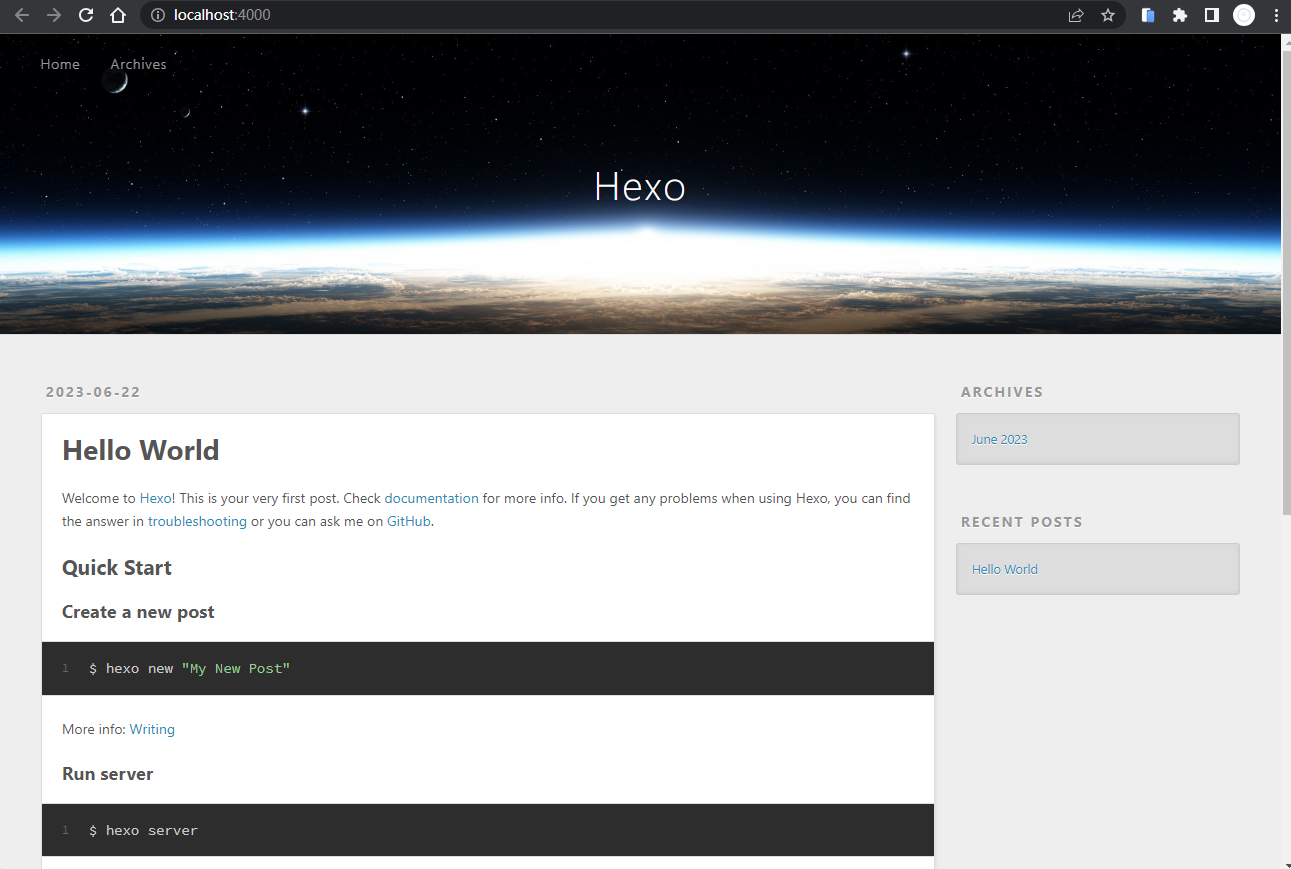 localhost:4000
Home Archives
Hexo
2023-06-22
Hello World
Welcome to Hexo! This is your very first post. Check documentation for more info. If you get any problems when using Hexo, you can find
the answer in troubleshooting or you can ask me on GitHub.
Quick Start
Create a new post
1 $ hexo new "My New Post"
More info: Writing
Run server
1 $ hexo server
ARCHIVES
June 2023
RECENT POSTS
Hello World